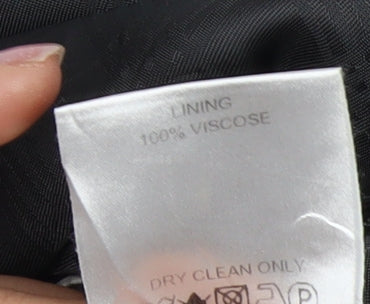 LINING
100% VISCOSE
DRY CLEAN ONLY
P